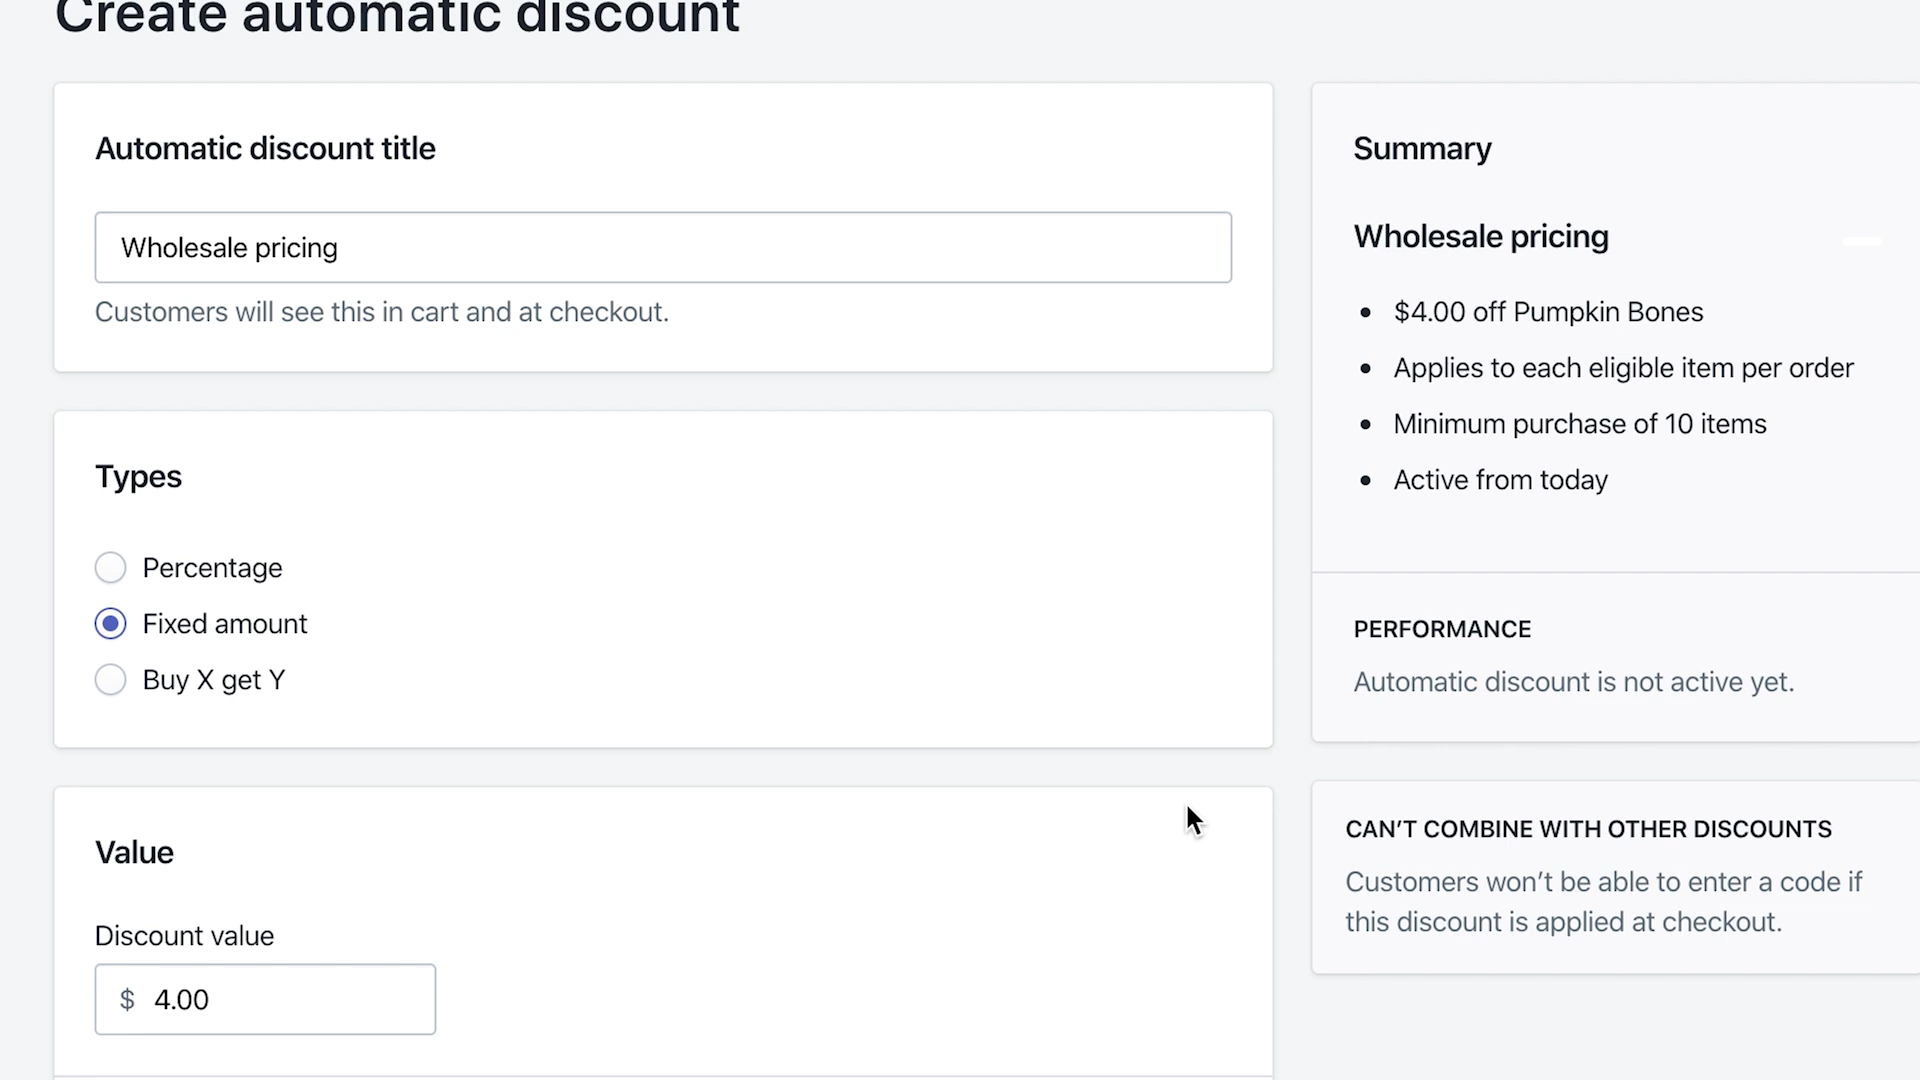 Create automatic discount
Automatic discount title
Wholesale pricing
Customers will see this in cart and at checkout.
Types
Percentage
Fixed amount
Buy X get Y
Value
Discount value
$ 4.00
Summary
Wholesale pricing
• $4.00 off Pumpkin Bones
• Applies to each eligible item per order
• Minimum purchase of 10 items
• Active from today
PERFORMANCE
Automatic discount is not active yet.
CAN’T COMBINE WITH OTHER DISCOUNTS
Customers won’t be able to enter a code if
this discount is applied at checkout.